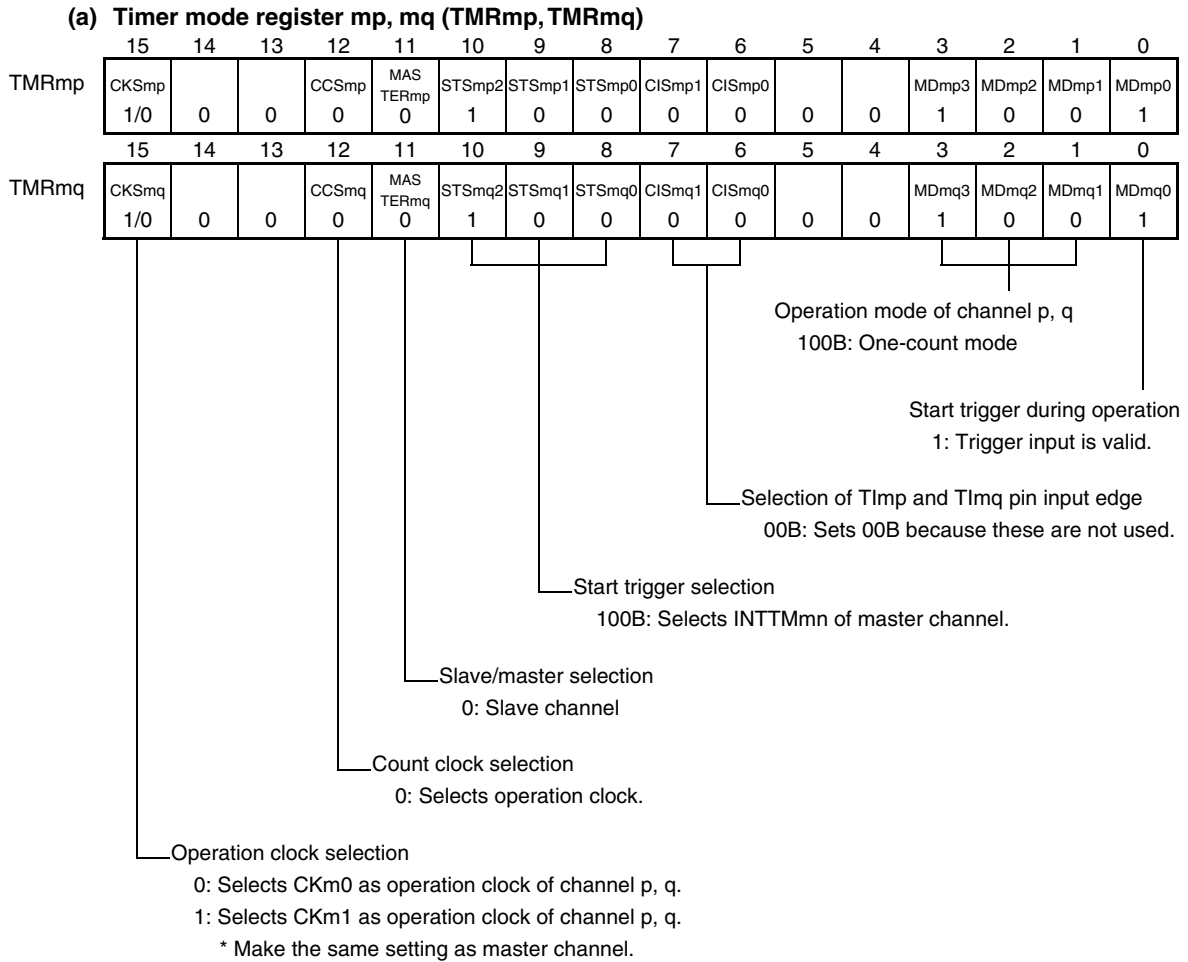 (a) Timer mode register mp, mq (TMRmp, TMRmq)
15 14 13 12 11 10 9 8 7 6 5 4 3 2 1 0
TMRmp CKSmp CCSmp MAS TERmp STSmp2 STSmp1 STSmp0 CISmp1 CISmp0 MDmp3 MDmp2 MDmp1 MDmp0
1/0 0 0 0 0 1 0 0 0 0 0 0 1 0 0 1
15 14 13 12 11 10 9 8 7 6 5 4 3 2 1 0
TMRmq CKSmq CCSmq MAS TERmq STSmq2 STSmq1 STSmq0 CISmq1 CISmq0 MDmq3 MDmq2 MDmq1 MDmq0
1/0 0 0 0 0 1 0 0 0 0 0 0 1 0 0 1
Operation mode of channel p, q
100B: One-count mode
Start trigger during operation
1: Trigger input is valid.
Selection of TImp and TImq pin input edge
00B: Sets 00B because these are not used.
Start trigger selection
100B: Selects INTTMmn of master channel.
Slave/master selection
0: Slave channel
Count clock selection
0: Selects operation clock.
Operation clock selection
0: Selects CKm0 as operation clock of channel p, q.
1: Selects CKm1 as operation clock of channel p, q.
* Make the same setting as master channel.